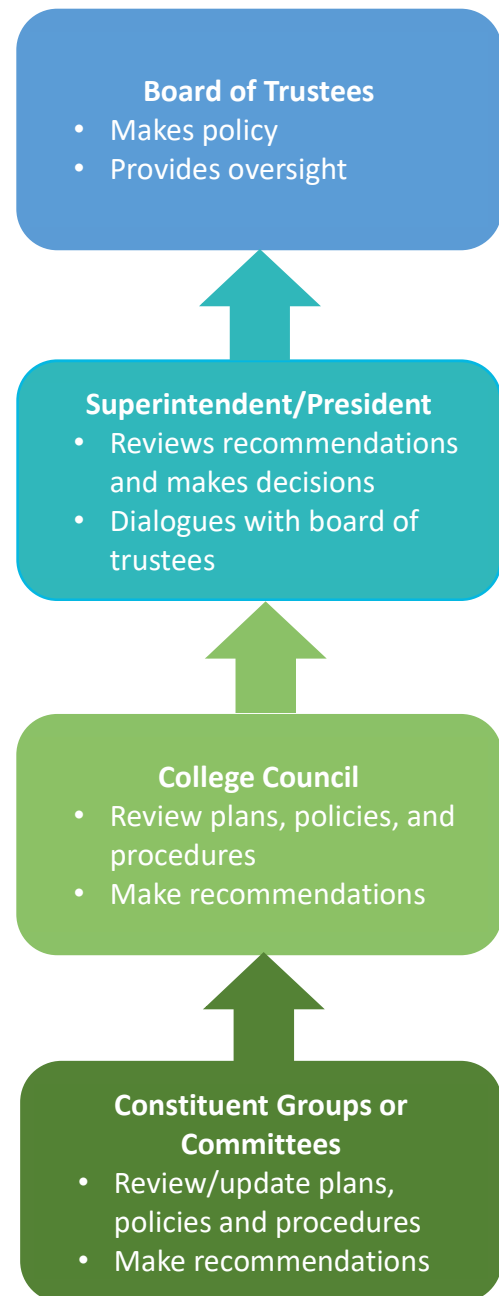 Board of Trustees
• Makes policy
• Provides oversight
Superintendent/President
• Reviews recommendations
and makes decisions
• Dialogues with board of
trustees
College Council
• Review plans, policies, and
procedures
• Make recommendations
Constituent Groups or
Committees
• Review/update plans,
policies and procedures
• Make recommendations